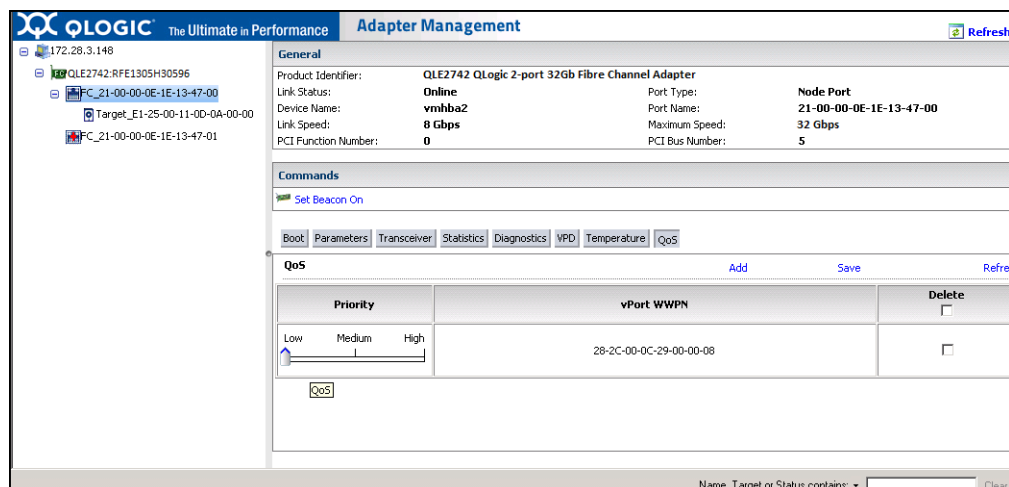 QLOGIC The Ultimate in Performance Adapter Management
Refresh
172.28.3.148
QLE2742:RFE1305H30596
FC_21-00-00-0E-1E-13-47-00
Target_E1-25-00-11-0D-0A-00-00
FC_21-00-00-0E-1E-13-47-01
General
Product Identifier: QLE2742 QLogic 2-port 32Gb Fibre Channel Adapter
Link Status: Online Port Type: Node Port
Device Name: vmhba2 Port Name: 21-00-00-0E-1E-13-47-00
Link Speed: 8 Gbps Maximum Speed: 32 Gbps
PCI Function Number: 0 PCI Bus Number: 5
Commands
Set Beacon On
Boot Parameters Transceiver Statistics Diagnostics VPD Temperature QoS
QoS Add Save Refre
Priority vPort WWPN Delete
Low Medium High
28-2C-00-0C-29-00-00-08
QoS
Name, Target or Status contains: Clear